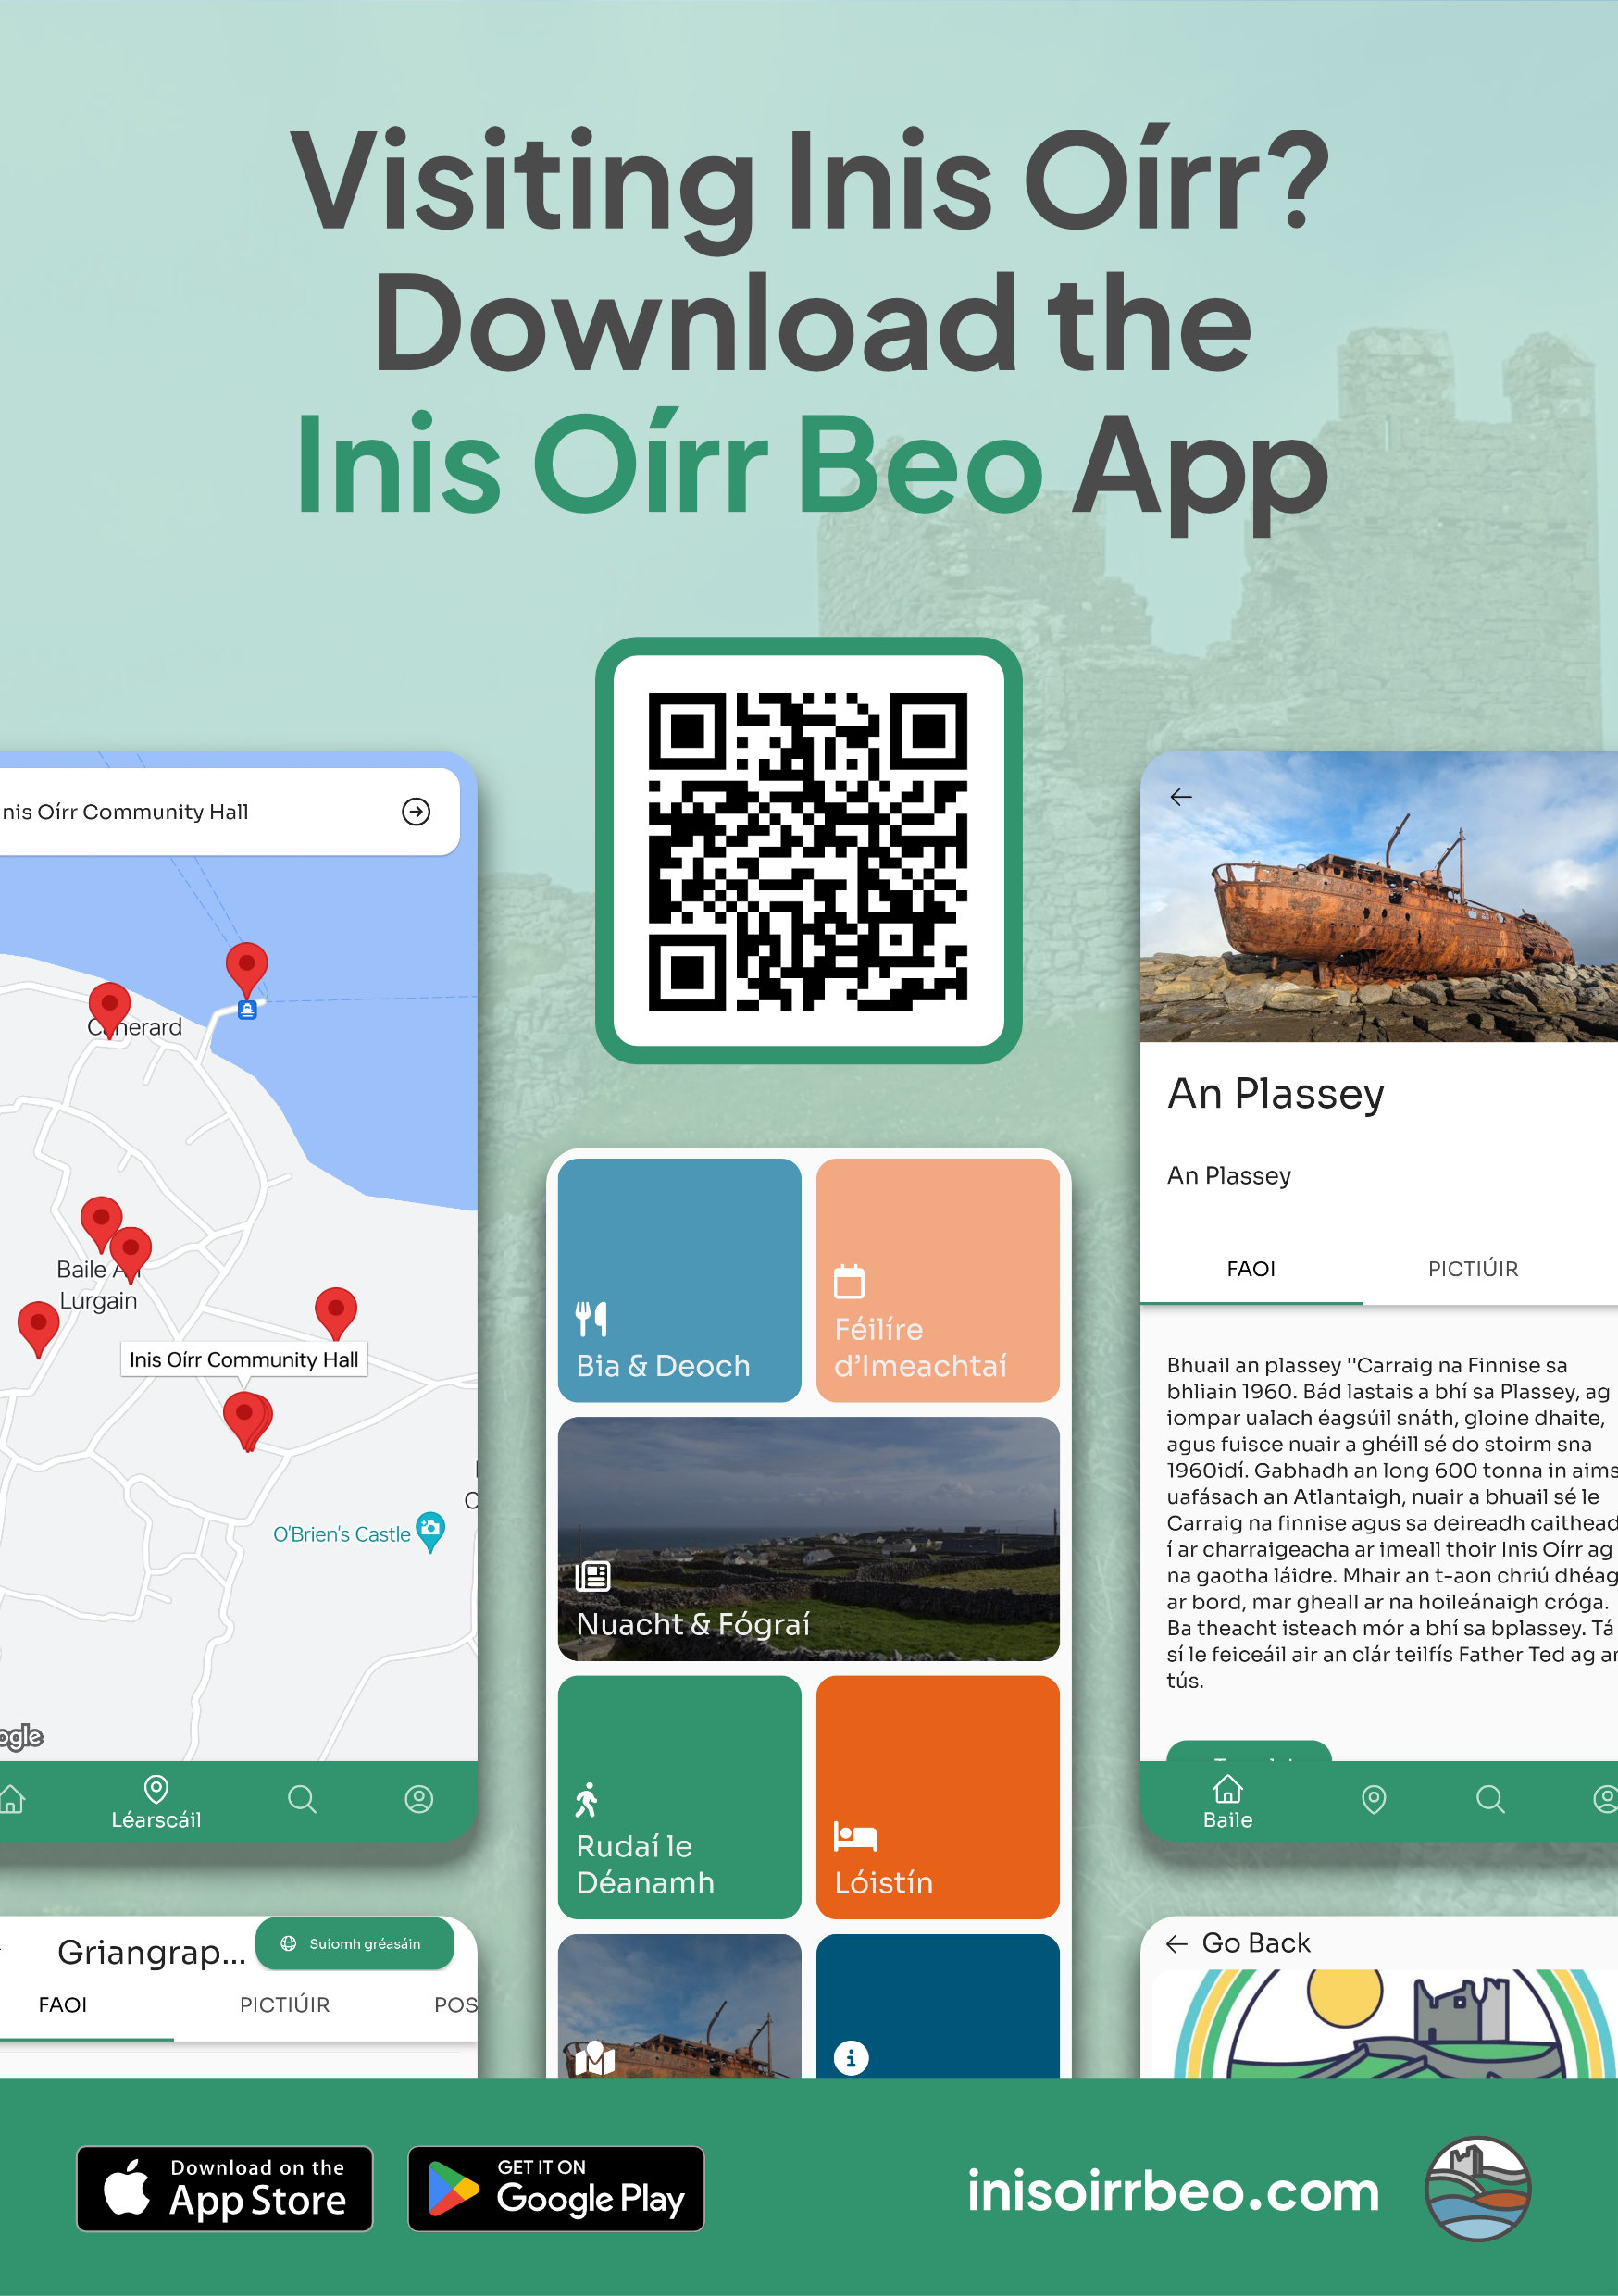 Visiting Inis Oírr?
Download the
Inis Oírr Beo App
nis Oírr Community Hall
Baile An
Lurgain
Inis Oírr Community Hall
O'Brien's Castle
ogle
Léarscáil
Griangrap...
Suíomh gréasáin
FAOI
PICTIÚIR
POS
Bia & Deoch
Féilíre
d'Imeachtaí
Nuacht & Fógraí
Rudaí le
Déanamh
Lóistín
An Plassey
An Plassey
FAOI
PICTIÚIR
Bhuail an plassey ''Carraig na Finnise sa
bhliain 1960. Bád lastais a bhí sa Plassey, ag
iompar ualach éagsúil snáth, gloine dhaite,
agus fuisce nuair a ghéill sé do stoirm sna
1960idí. Gabhadh an long 600 tonna in aims
uafásach an Atlantaigh, nuair a bhuail sé le
Carraig na finnise agus sa deireadh caithead
í ar charraigeacha ar imeall thoir Inis Oírr ag
na gaotha láidre. Mhair an t-aon chriú dhéag
ar bord, mar gheall ar na hoileánaigh cróga.
Ba theacht isteach mór a bhí sa bplassey. Tá
sí le feiceáil air an clár teilfís Father Ted ag ar
tús.
Baile
Go Back
Download on the
App Store
GET IT ON
Google Play
inisoirrbeo.com